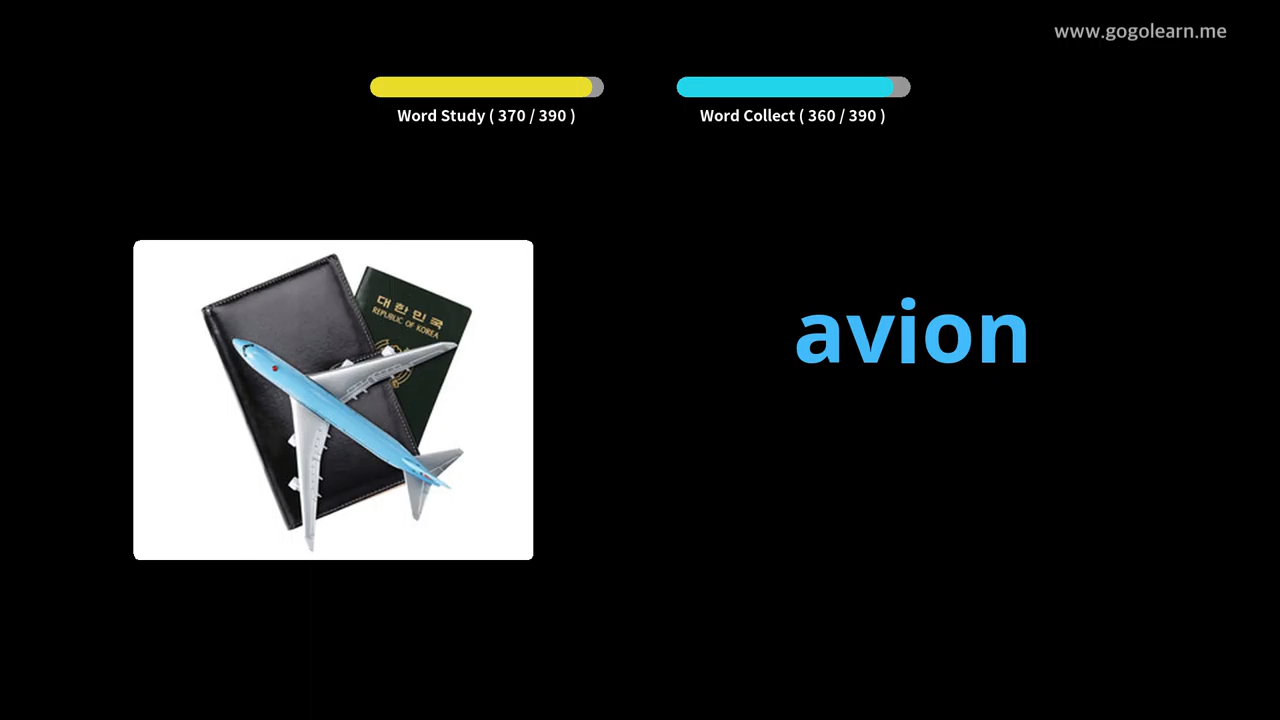 www.gogolearn.me
Word Study ( 370 / 390 )
Word Collect ( 360 / 390 )
대한민국
REPUBLIC OF KOREA
avion